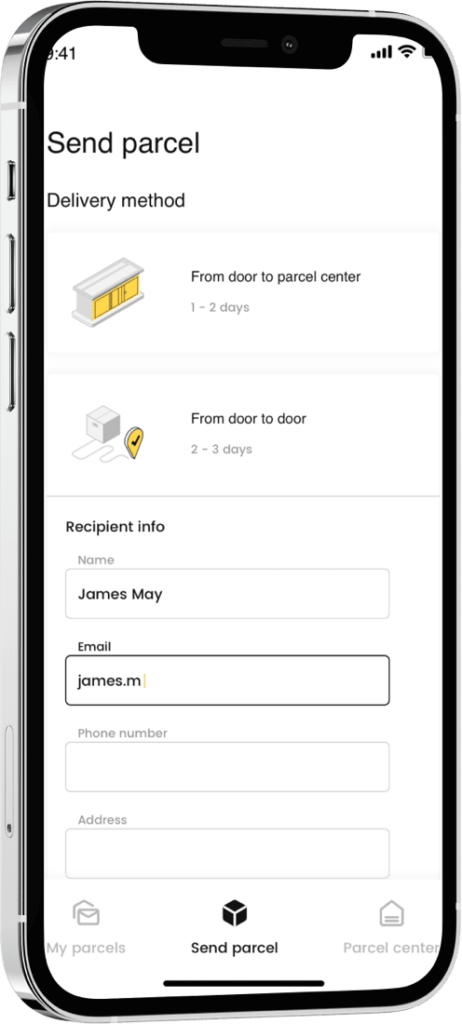 9:41
Send parcel
Delivery method
From door to parcel center
1 - 2 days
From door to door
2 - 3 days
Recipient info
Name
James May
Email
james.m
Phone number
Address
My parcels
Send parcel
Parcel center